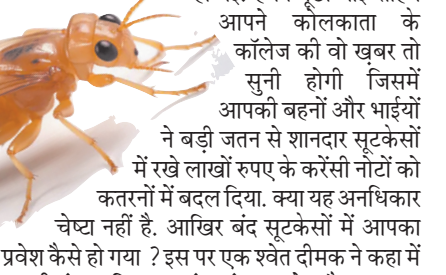 आपने कोलकाता के
कॉलेज की वो ख़बर तो
सुनी होगी जिसमें
आपकी बहनों और भाईयों
ने बड़ी जतन से शानदार सूटकेसों
में रखे लाखों रुपए के करेंसी नोटों को
कतरनों में बदल दिया. क्या यह अनधिकार
चेष्टा नहीं है. आखिर बंद सूटकेसों में आपका
प्रवेश कैसे हो गया ? इस पर एक श्वेत दीमक ने कहा में